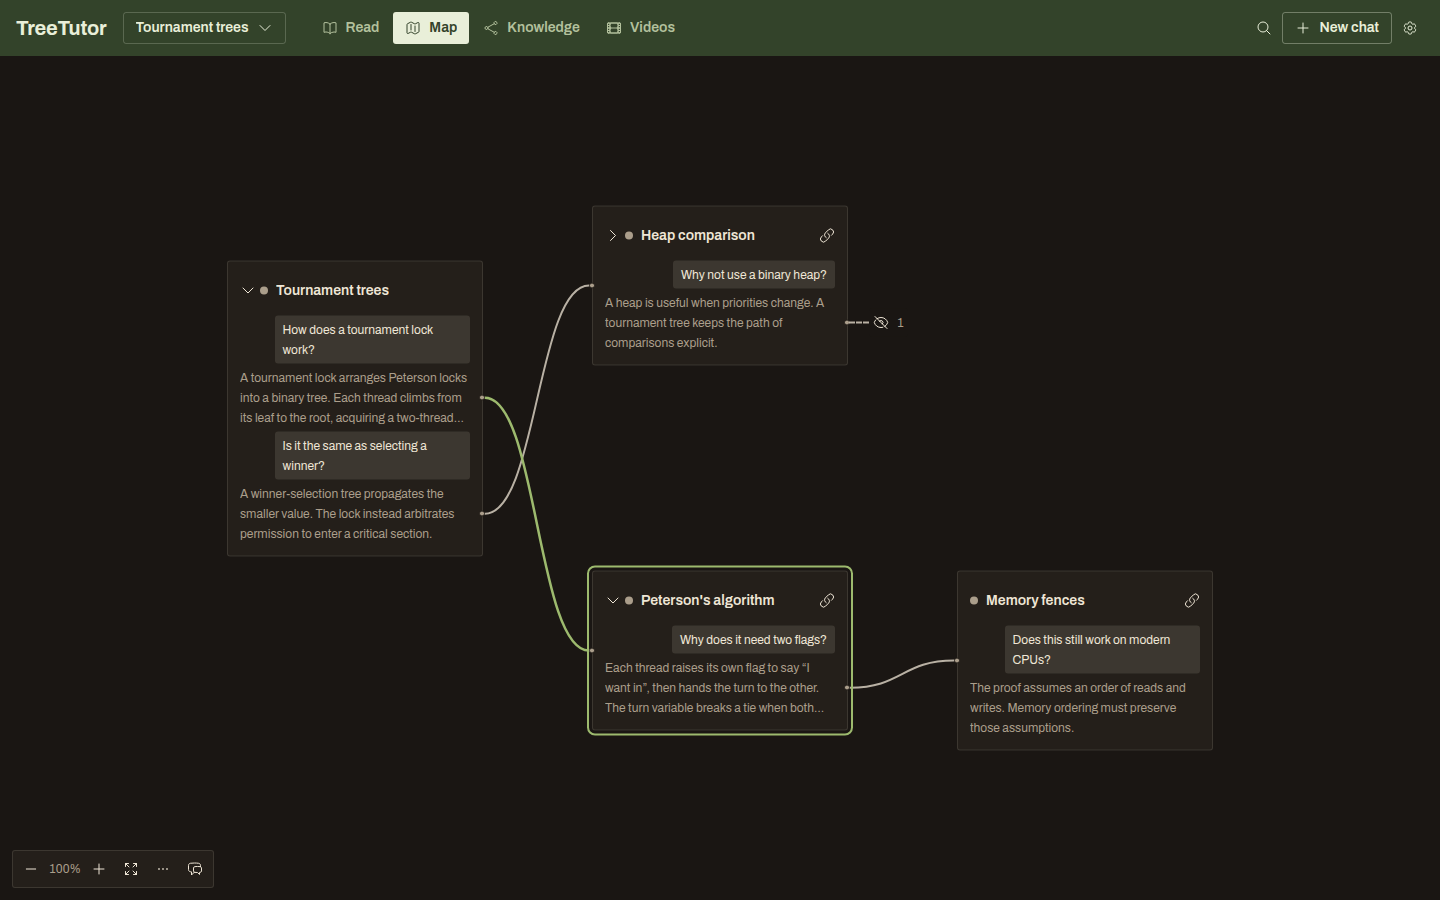 TreeTutor
Tournament trees
Read
Map
Knowledge
Videos
New chat
Heap comparison
Why not use a binary heap?
A heap is useful when priorities change. A
tournament tree keeps the path of
comparisons explicit.
1
Tournament trees
How does a tournament lock
work?
A tournament lock arranges Peterson locks
into a binary tree. Each thread climbs from
its leaf to the root, acquiring a two-thread...
Is it the same as selecting a
winner?
A winner-selection tree propagates the
smaller value. The lock instead arbitrates
permission to enter a critical section.
Peterson's algorithm
Why does it need two flags?
Each thread raises its own flag to say “I
want in”, then hands the turn to the other.
The turn variable breaks a tie when both...
Memory fences
Does this still work on modern
CPUs?
The proof assumes an order of reads and
writes. Memory ordering must preserve
those assumptions.
100%